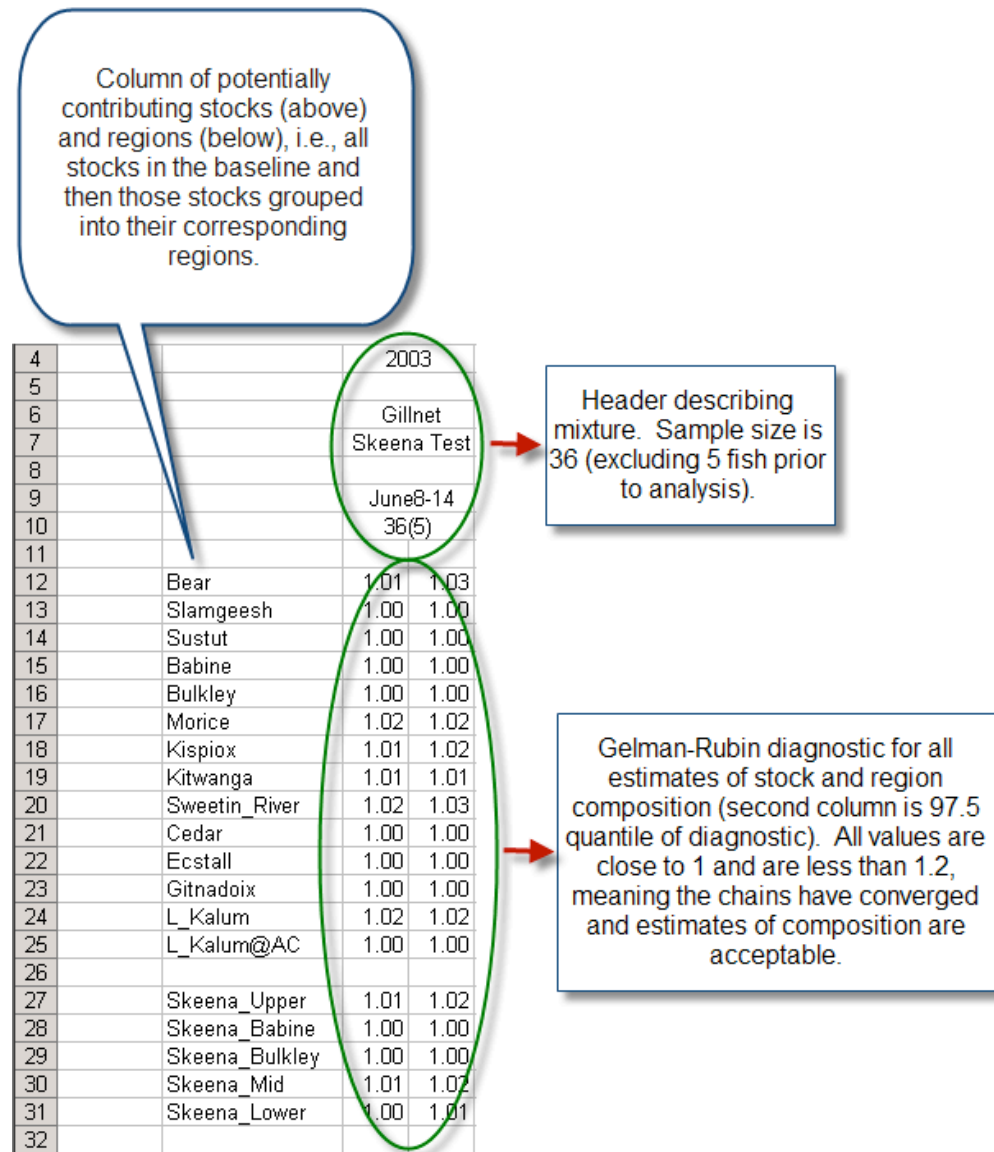 Column of potentially
contributing stocks (above)
and regions (below), i.e., all
stocks in the baseline and
then those stocks grouped
into their corresponding
regions.
4 2003
5
6 Gillnet
7 Skeena Test
8
9 June8-14
10 36(5)
11
12 Bear 1.01 1.03
13 Slamgeesh 1.00 1.00
14 Sustut 1.00 1.00
15 Babine 1.00 1.00
16 Bulkley 1.00 1.00
17 Morice 1.02 1.02
18 Kispiox 1.01 1.02
19 Kitwanga 1.01 1.01
20 Sweetin_River 1.02 1.03
21 Cedar 1.00 1.00
22 Ecstall 1.00 1.00
23 Gitnadoix 1.00 1.00
24 L_Kalum 1.02 1.02
25 L_Kalum@AC 1.00 1.00
26
27 Skeena_Upper 1.01 1.02
28 Skeena_Babine 1.00 1.00
29 Skeena_Bulkley 1.00 1.00
30 Skeena_Mid 1.01 1.02
31 Skeena_Lower 1.00 1.01
32
Header describing
mixture. Sample size is
36 (excluding 5 fish prior
to analysis).
Gelman-Rubin diagnostic for all
estimates of stock and region
composition (second column is 97.5
quantile of diagnostic). All values are
close to 1 and are less than 1.2,
meaning the chains have converged
and estimates of composition are
acceptable.